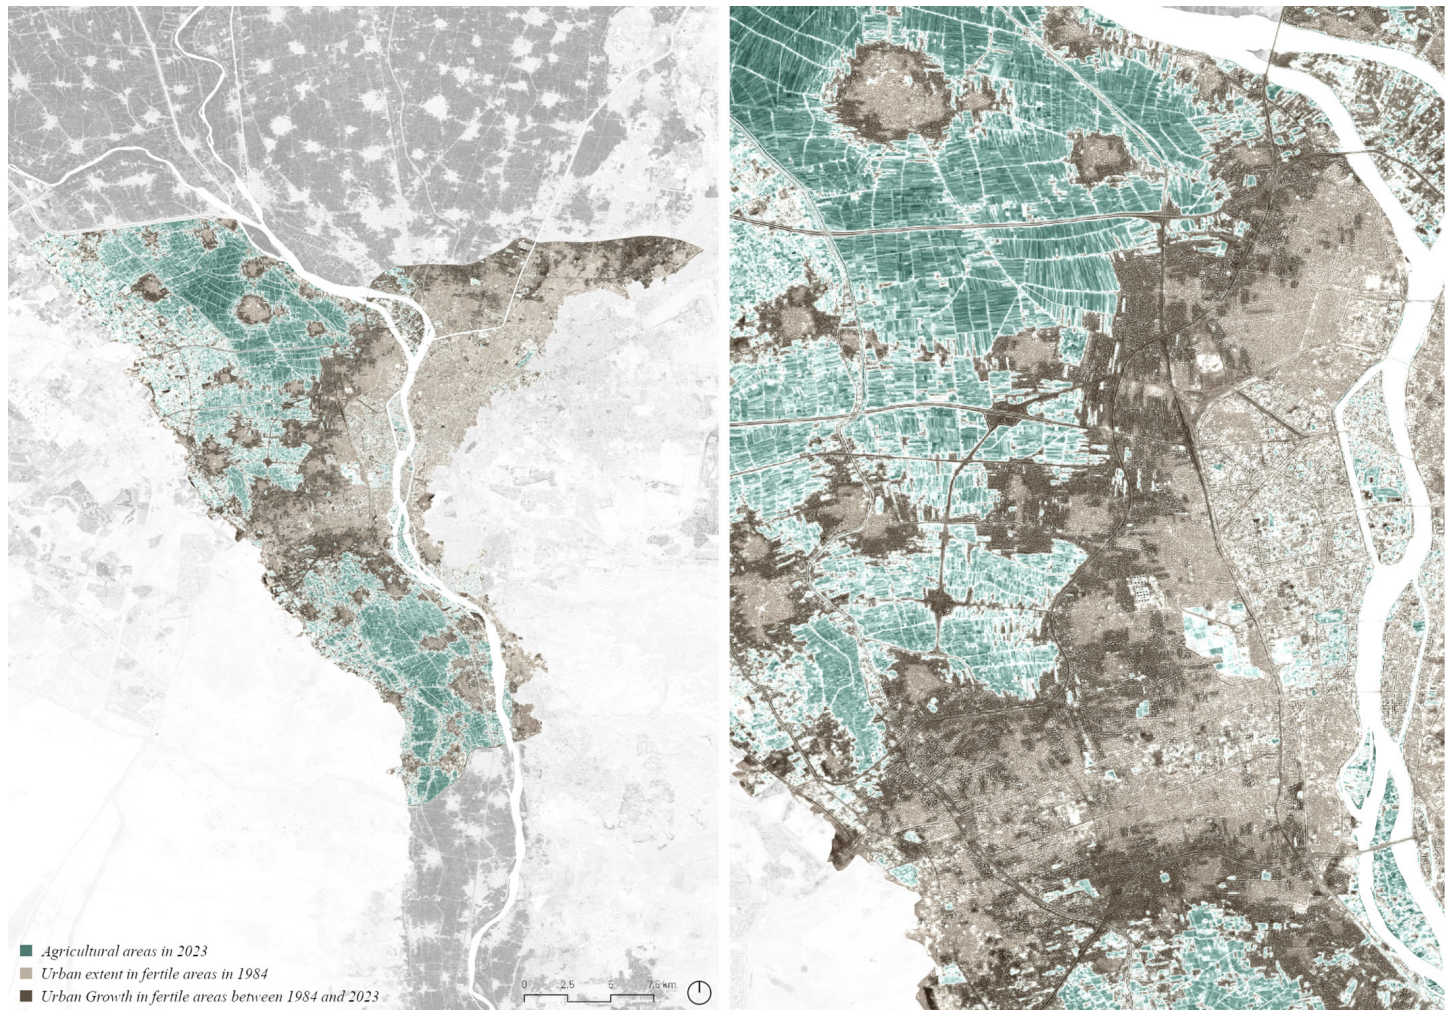 Agricultural areas in 2023
Urban extent in fertile areas in 1984
Urban Growth in fertile areas between 1984 and 2023
0 2.5 5 7.5 km